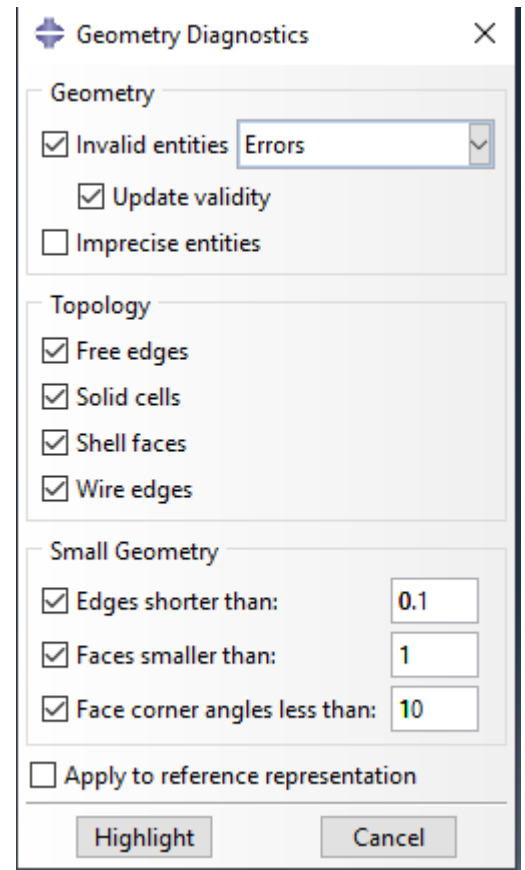 Geometry Diagnostics
Geometry
Invalid entities Errors
Update validity
Imprecise entities
Topology
Free edges
Solid cells
Shell faces
Wire edges
Small Geometry
Edges shorter than: 0.1
Faces smaller than: 1
Face corner angles less than: 10
Apply to reference representation
Highlight Cancel